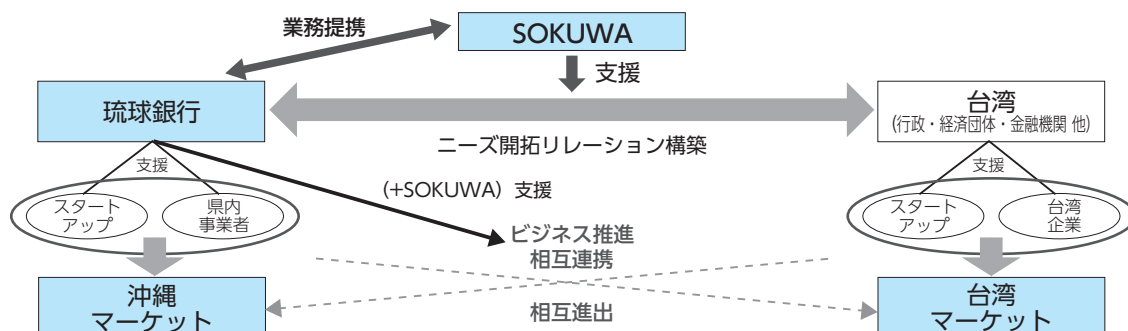 業務提携
SOKUWA
支援
琉球銀行
台湾
(行政・経済団体・金融機関 他)
ニーズ開拓リレーション構築
支援
支援
(+SOKUWA) 支援
スタート
アップ
県内
事業者
スタート
アップ
台湾
企業
ビジネス推進
相互連携
沖縄
マーケット
相互進出
台湾
マーケット